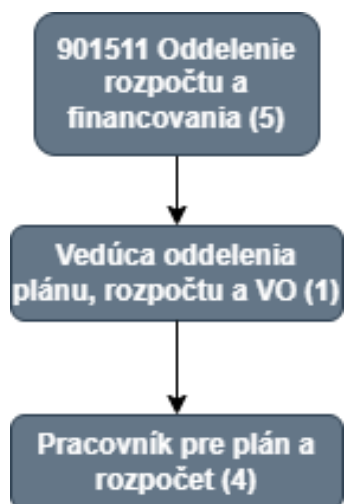 901511 Oddelenie
rozpočtu a
financovania (5)
Vedúca oddelenia
plánu, rozpočtu a VO (1)
Pracovník pre plán a
rozpočet (4)